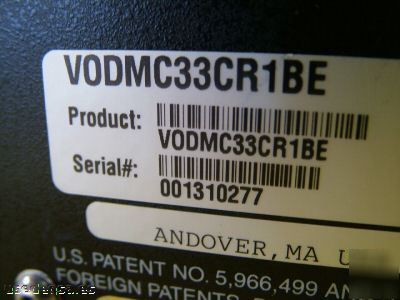 VODMC33CR1BE
Product:
VODMC33CR1BE
Serial#:
001310277
ANDOVER, MA U
U.S. PATENT NO. 5,966,499 AN
FOREIGN PATENTS